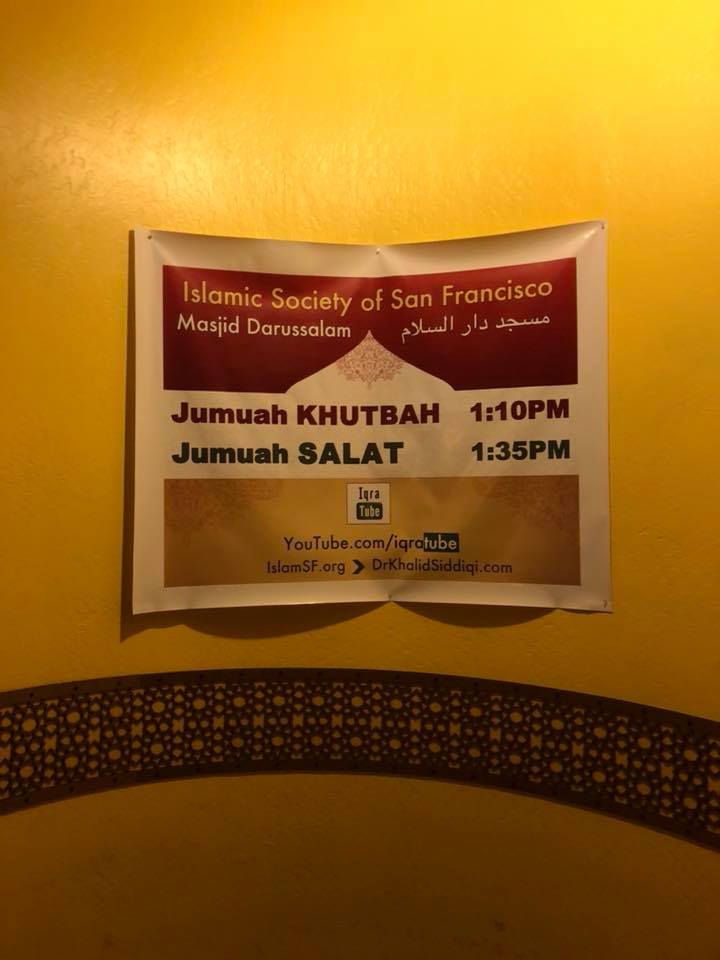 Islamic Society of San Francisco
Masjid Darussalam مسجد دار السلام
Jumuah KHUTBAH 1:10PM
Jumuah SALAT 1:35PM
Iqra
Tube
YouTube.com/iqratube
IslamSF.org > DrKhalidSiddiqi.com